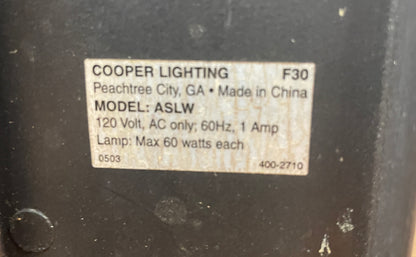 COOPER LIGHTING F30
Peachtree City, GA • Made in China
MODEL: ASLW
120 Volt, AC only; 60Hz, 1 Amp
Lamp: Max 60 watts each
0503 400-2710